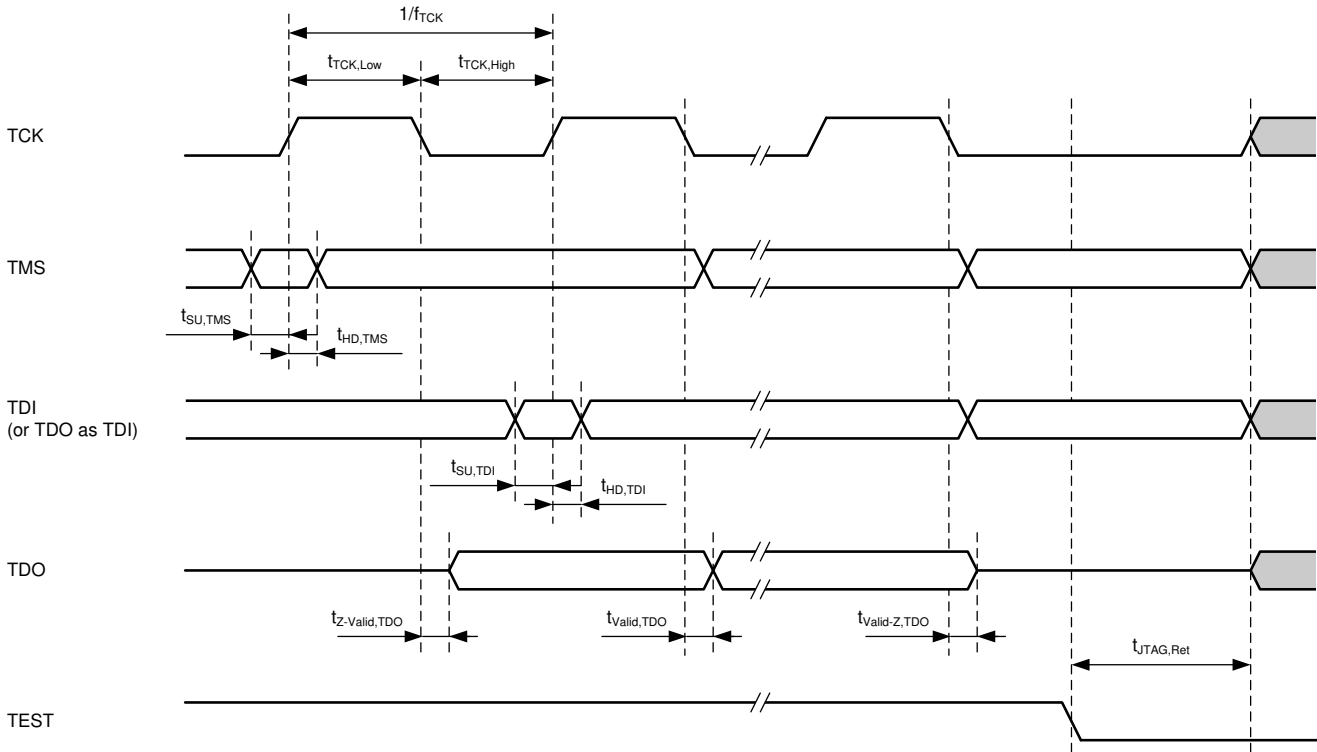 1/fTCK
tTCK,Low
tTCK,High
TCK
TMS
tSU,TMS
tHD,TMS
TDI
(or TDO as TDI)
tSU,TDI
tHD,TDI
TDO
tZ-Valid,TDO
tValid,TDO
tValid-Z,TDO
tJTAG,Ret
TEST